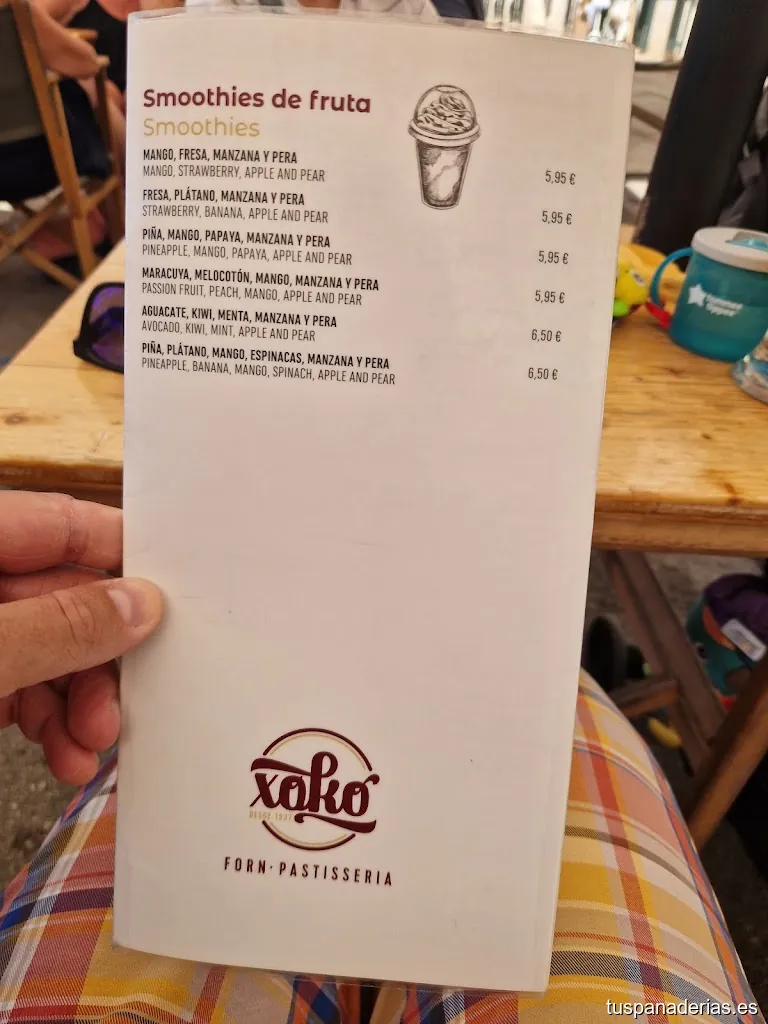 Smoothies de fruta
Smoothies
MANGO, FRESA, MANZANA Y PERA
MANGO, STRAWBERRY, APPLE AND PEAR
5,95 €
FRESA, PLÁTANO, MANZANA Y PERA
STRAWBERRY, BANANA, APPLE AND PEAR
5,95 €
PIÑA, MANGO, PAPAYA, MANZANA Y PERA
PINEAPPLE, MANGO, PAPAYA, APPLE AND PEAR
5,95 €
MARACUYA, MELOCOTÓN, MANGO, MANZANA Y PERA
PASSION FRUIT, PEACH, MANGO, APPLE AND PEAR
5,95 €
AGUACATE, KIWI, MENTA, MANZANA Y PERA
AVOCADO, KIWI, MINT, APPLE AND PEAR
6,50 €
PIÑA, PLÁTANO, MANGO, ESPINACAS, MANZANA Y PERA
PINEAPPLE, BANANA, MANGO, SPINACH, APPLE AND PEAR
6,50 €
xokó
DESDE 1937
FORN·PASTISSERIA
tuspanaderias.es